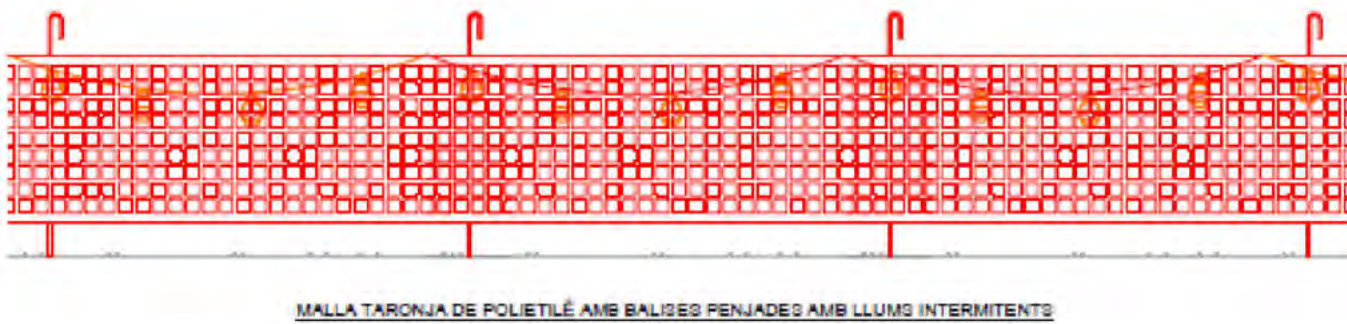 MALLA TARONJA DE POLIETILÈ AMB BALISES PENJADES AMB LLUMS INTERMITENTS